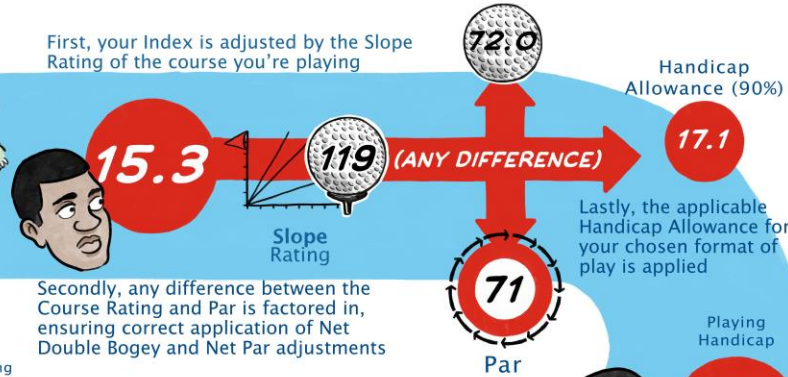 First, your Index is adjusted by the Slope
Rating of the course you're playing
72.0
Handicap
Allowance (90%)
15.3
119
(ANY DIFFERENCE)
17.1
Slope
Rating
Lastly, the applicable
Handicap Allowance for
your chosen format of
play is applied
Secondly, any difference between the
Course Rating and Par is factored in,
ensuring correct application of Net
Double Bogey and Net Par adjustments
71
Par
Playing
Handicap